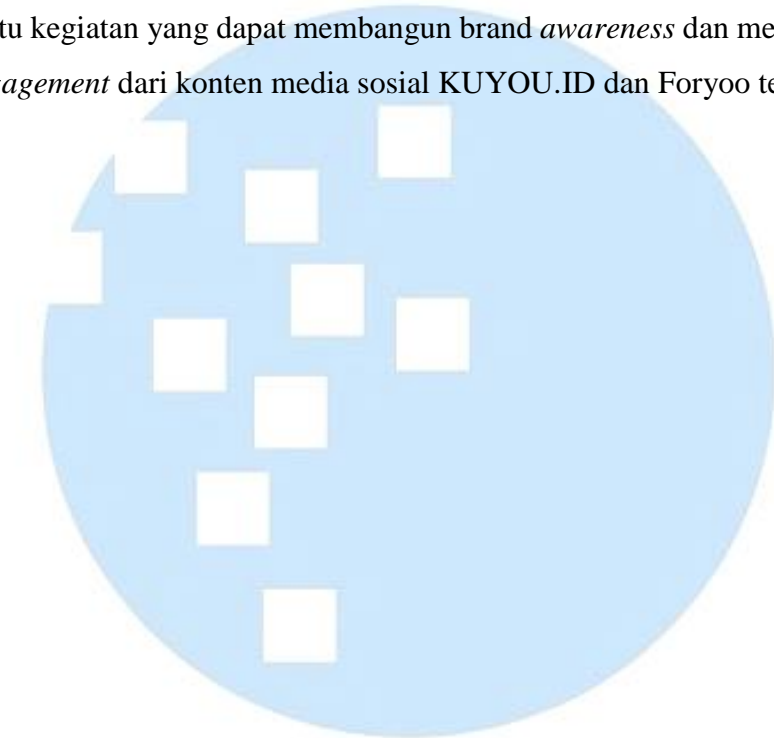 tu kegiatan yang dapat membangun brand awareness dan me
agement dari konten media sosial KUYOU.ID dan Foryoo te